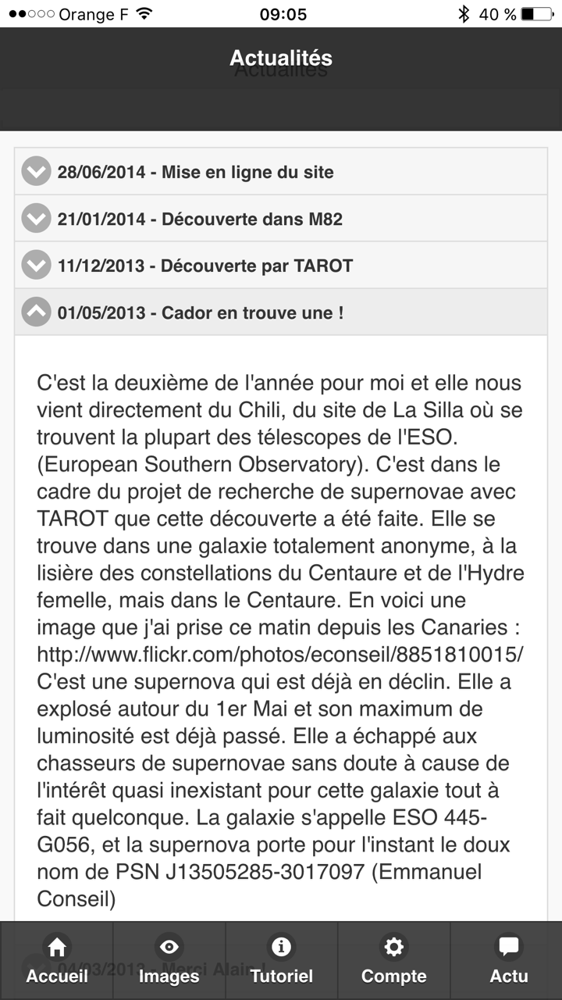 Orange F 09:05 40 %
Actualités
Actualités
28/06/2014 - Mise en ligne du site
21/01/2014 - Découverte dans M82
11/12/2013 - Découverte par TAROT
01/05/2013 - Cador en trouve une !
C'est la deuxième de l'année pour moi et elle nous
vient directement du Chili, du site de La Silla où se
trouvent la plupart des télescopes de l'ESO.
(European Southern Observatory). C'est dans le
cadre du projet de recherche de supernovae avec
TAROT que cette découverte a été faite. Elle se
trouve dans une galaxie totalement anonyme, à la
lisière des constellations du Centaure et de l'Hydre
femelle, mais dans le Centaure. En voici une
image que j'ai prise ce matin depuis les Canaries :
http://www.flickr.com/photos/econseil/8851810015/
C'est une supernova qui est déjà en déclin. Elle a
explosé autour du 1er Mai et son maximum de
luminosité est déjà passé. Elle a échappé aux
chasseurs de supernovae sans doute à cause de
l'intérêt quasi inexistant pour cette galaxie tout à
fait quelconque. La galaxie s'appelle ESO 445-
G056, et la supernova porte pour l'instant le doux
nom de PSN J13505285-3017097 (Emmanuel
Conseil)
04/03/2013 - Merci Alain !
Accueil Images Tutoriel Compte Actu